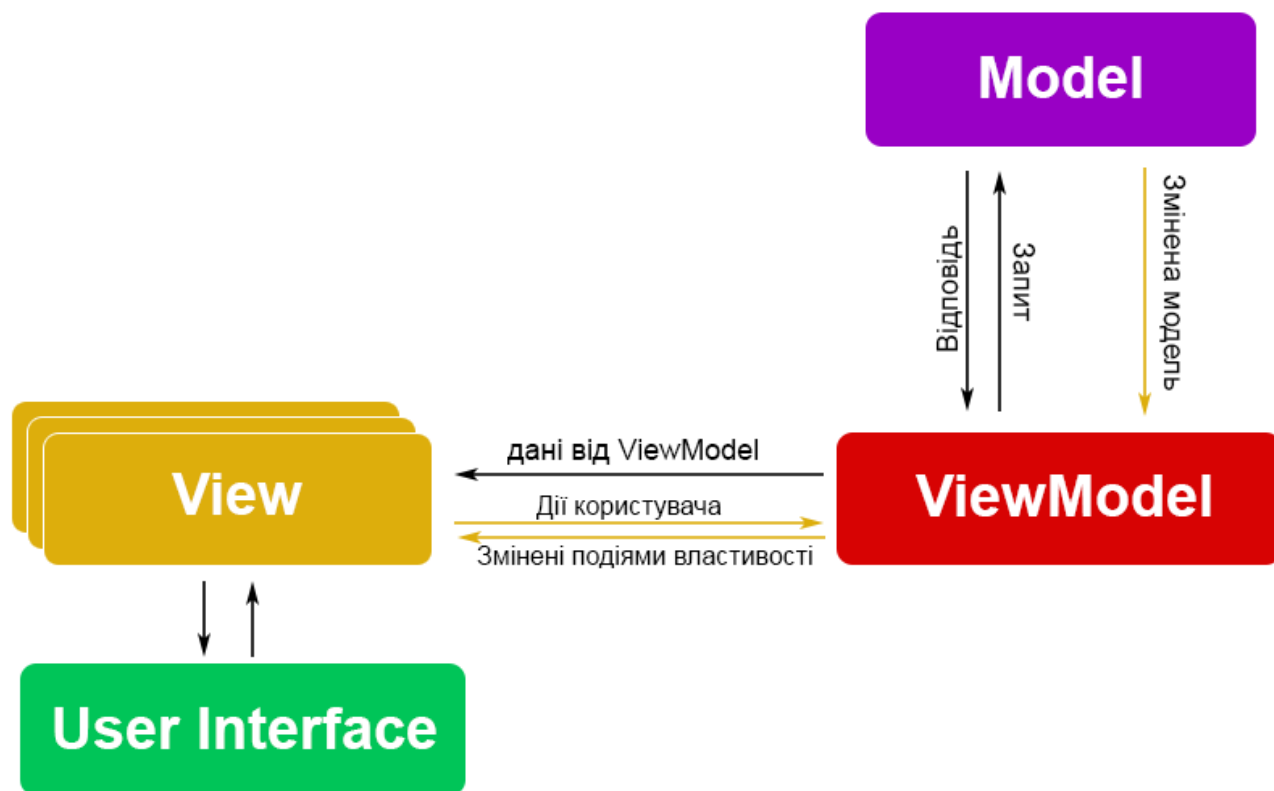 Model
Відповідь
Запит
Змінена модель
дані від ViewModel
View
Дії користувача
ViewModel
Змінені подіями властивості
User Interface